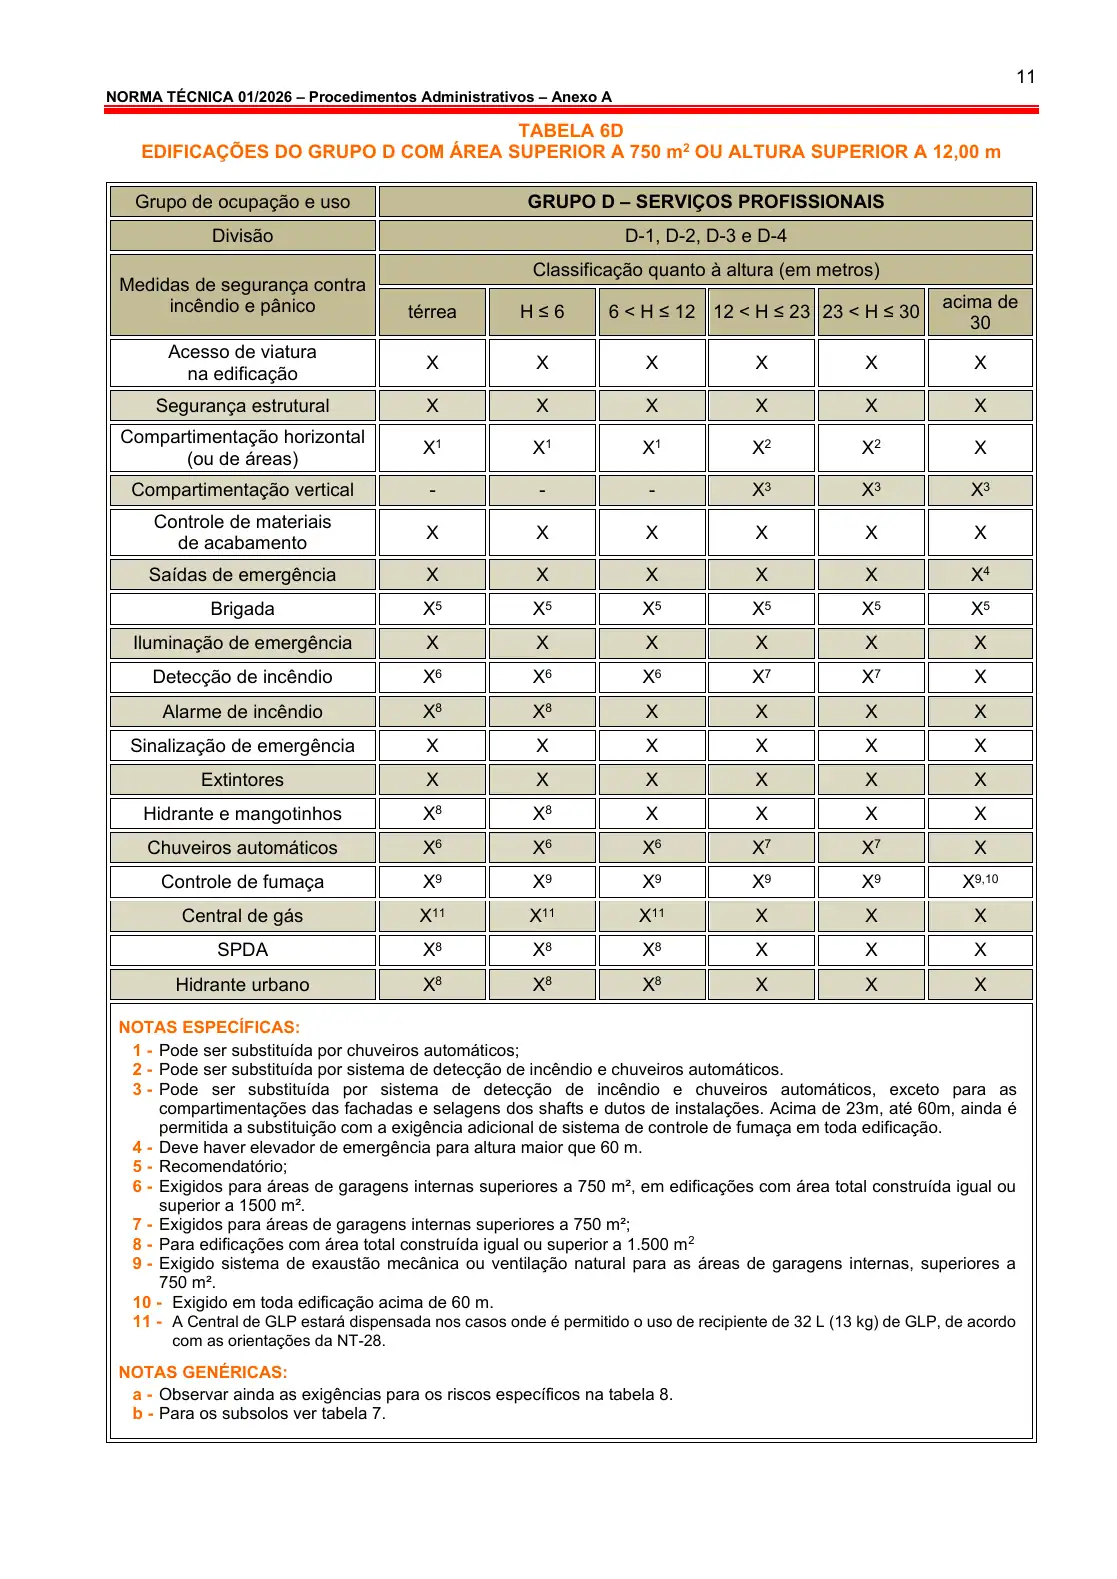 11
NORMA TÉCNICA 01/2026 – Procedimentos Administrativos – Anexo A
TABELA 6D
EDIFICAÇÕES DO GRUPO D COM ÁREA SUPERIOR A 750 m² OU ALTURA SUPERIOR A 12,00 m
Grupo de ocupação e uso GRUPO D – SERVIÇOS PROFISSIONAIS
Divisão D-1, D-2, D-3 e D-4
Medidas de segurança contra
incêndio e pânico
Classificação quanto à altura (em metros)
térrea H ≤ 6 6 < H ≤ 12 12 < H ≤ 23 23 < H ≤ 30 acima de
30
Acesso de viatura
na edificação X X X X X X
Segurança estrutural X X X X X X
Compartimentação horizontal
(ou de áreas) X¹ X¹ X¹ X² X² X
Compartimentação vertical - - - X³ X³ X³
Controle de materiais
de acabamento X X X X X X
Saídas de emergência X X X X X X⁴
Brigada X⁵ X⁵ X⁵ X⁵ X⁵ X⁵
Iluminação de emergência X X X X X X
Detecção de incêndio X⁶ X⁶ X⁶ X⁷ X⁷ X
Alarme de incêndio X⁸ X⁸ X X X X
Sinalização de emergência X X X X X X
Extintores X X X X X X
Hidrante e mangotinhos X⁸ X⁸ X X X X
Chuveiros automáticos X⁶ X⁶ X⁶ X⁷ X⁷ X
Controle de fumaça X⁹ X⁹ X⁹ X⁹ X⁹ X⁹,¹⁰
Central de gás X¹¹ X¹¹ X¹¹ X X X
SPDA X⁸ X⁸ X⁸ X X X
Hidrante urbano X⁸ X⁸ X⁸ X X X
NOTAS ESPECÍFICAS:
1 - Pode ser substituída por chuveiros automáticos;
2 - Pode ser substituída por sistema de detecção de incêndio e chuveiros automáticos.
3 - Pode ser substituída por sistema de detecção de incêndio e chuveiros automáticos, exceto para as
compartimentações das fachadas e selagens dos shafts e dutos de instalações. Acima de 23m, até 60m, ainda é
permitida a substituição com a exigência adicional de sistema de controle de fumaça em toda edificação.
4 - Deve haver elevador de emergência para altura maior que 60 m.
5 - Recomendatório;
6 - Exigidos para áreas de garagens internas superiores a 750 m², em edificações com área total construída igual ou
superior a 1500 m².
7 - Exigidos para áreas de garagens internas superiores a 750 m²;
8 - Para edificações com área total construída igual ou superior a 1.500 m²
9 - Exigido sistema de exaustão mecânica ou ventilação natural para as áreas de garagens internas, superiores a
750 m².
10 - Exigido em toda edificação acima de 60 m.
11 - A Central de GLP estará dispensada nos casos onde é permitido o uso de recipiente de 32 L (13 kg) de GLP, de acordo
com as orientações da NT-28.
NOTAS GENÉRICAS:
a - Observar ainda as exigências para os riscos específicos na tabela 8.
b - Para os subsolos ver tabela 7.